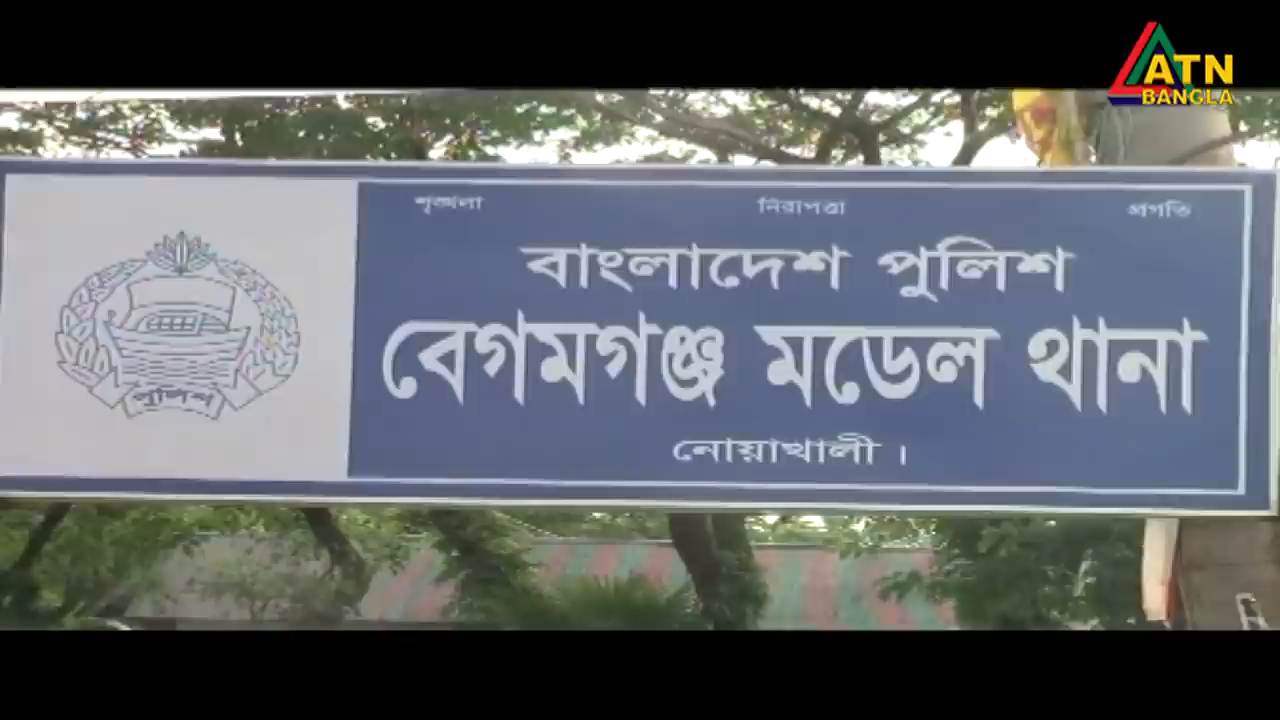 ATN
BANGLA
শৃঙ্খলা নিরাপত্তা প্রগতি
বাংলাদেশ পুলিশ
বেগমগঞ্জ মডেল থানা
নোয়াখালী।
পুলিশ